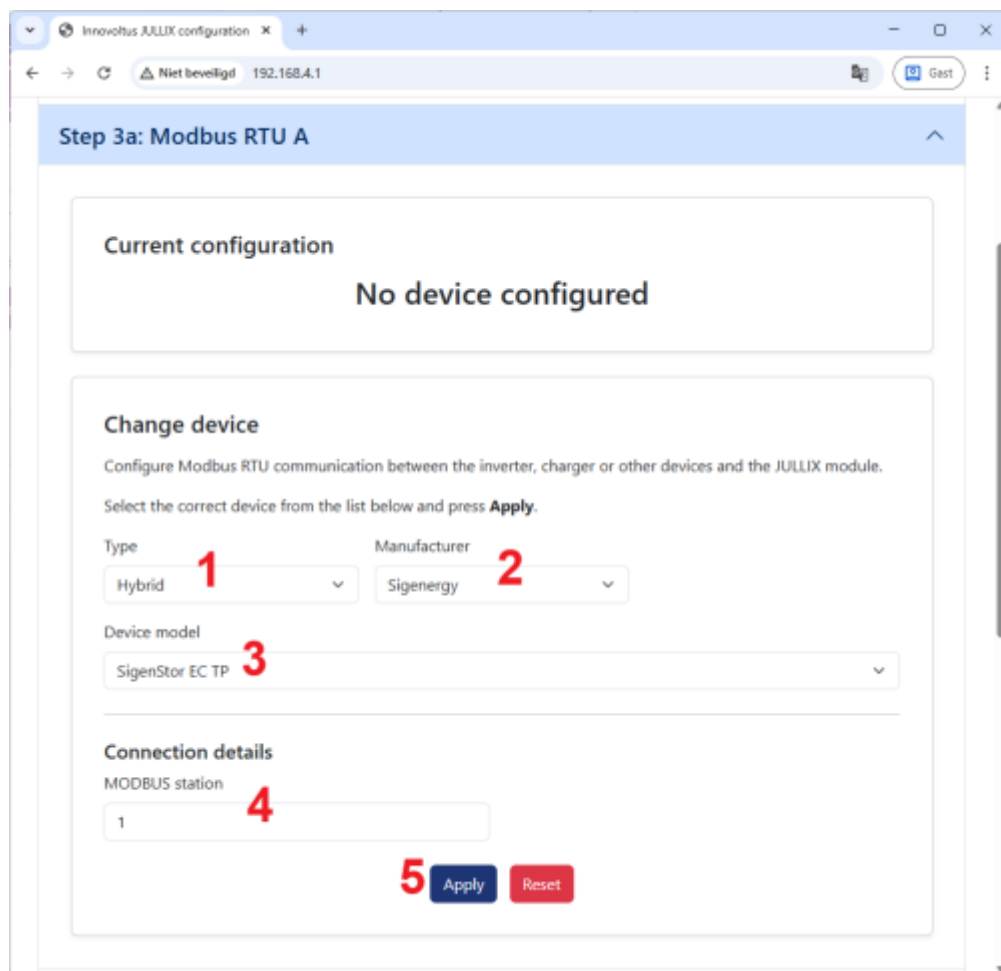 Innovoltus JULLIX configuration
Niet beveiligd 192.168.4.1
Gast
Step 3a: Modbus RTU A
Current configuration
No device configured
Change device
Configure Modbus RTU communication between the inverter, charger or other devices and the JULLIX module.
Select the correct device from the list below and press Apply.
Type Manufacturer
Hybrid 1 Sigenergy 2
Device model
SigenStor EC TP 3
Connection details
MODBUS station
1 4
5 Apply Reset